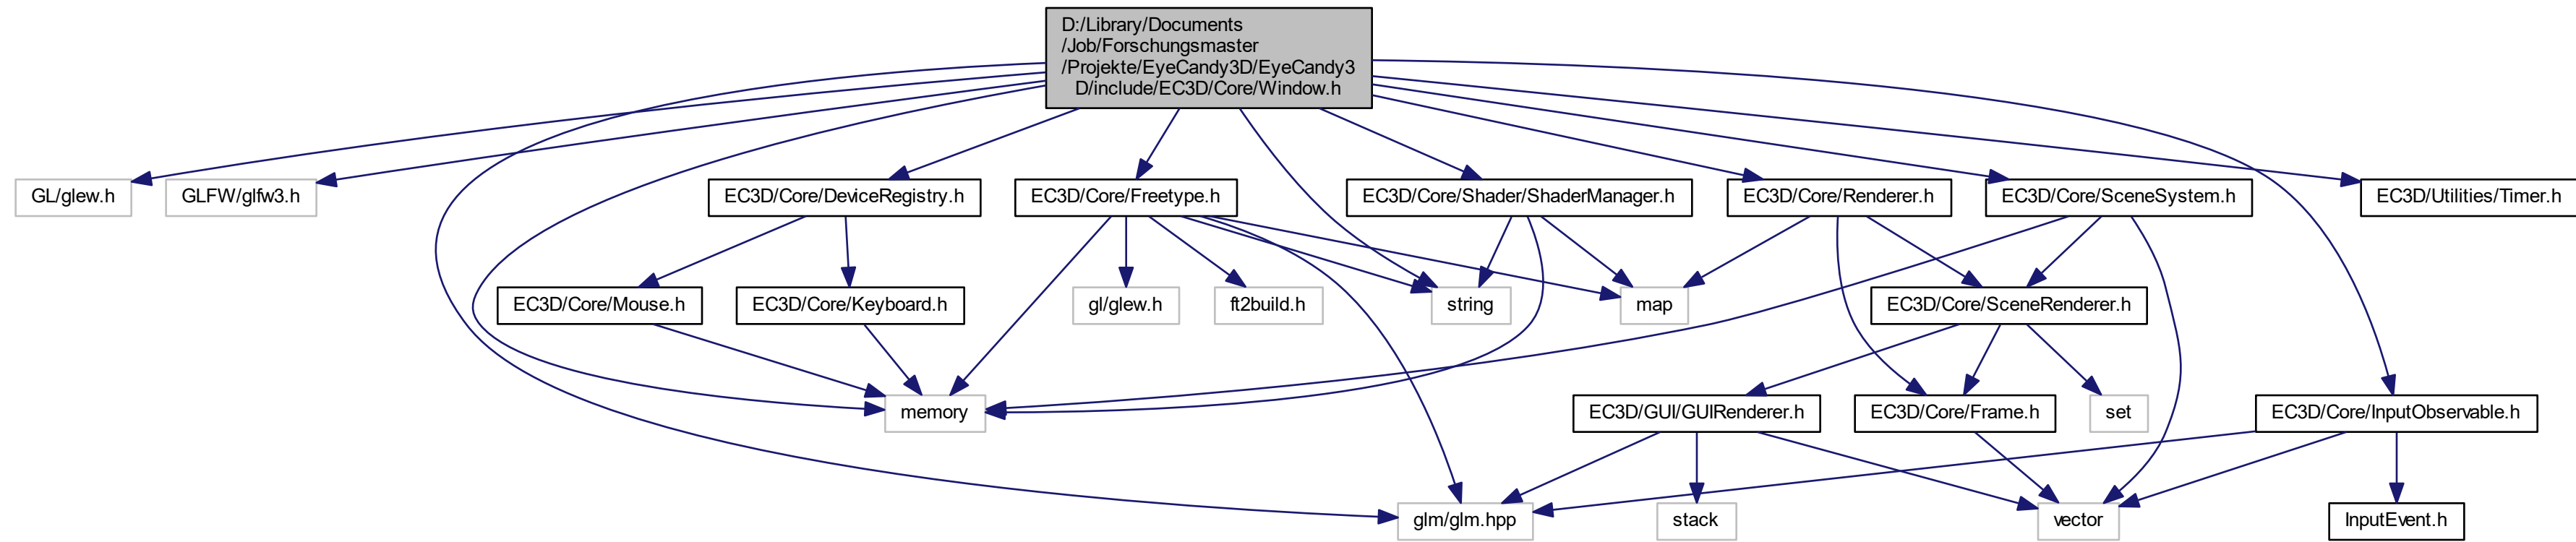 D:/Library/Documents
/Job/Forschungsmaster
/Projekte/EyeCandy3D/EyeCandy3
D/include/EC3D/Core/Window.h
GL/glew.h
GLFW/glfw3.h
EC3D/Core/DeviceRegistry.h
EC3D/Core/Freetype.h
EC3D/Core/Shader/ShaderManager.h
EC3D/Core/Renderer.h
EC3D/Core/SceneSystem.h
EC3D/Utilities/Timer.h
EC3D/Core/Mouse.h
EC3D/Core/Keyboard.h
gl/glew.h
ft2build.h
string
map
EC3D/Core/SceneRenderer.h
memory
EC3D/GUI/GUIRenderer.h
EC3D/Core/Frame.h
set
EC3D/Core/InputObservable.h
glm/glm.hpp
stack
vector
InputEvent.h